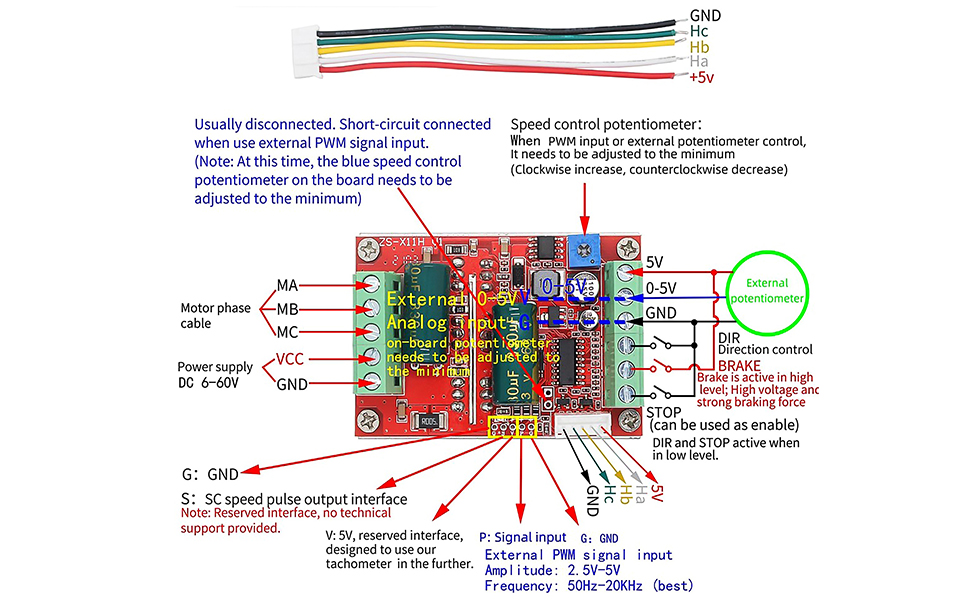 GND
Hc
Hb
Ha
+5v
Usually disconnected. Short-circuit connected
when use external PWM signal input.
(Note: At this time, the blue speed control
potentiometer on the board needs to be
adjusted to the minimum)
Speed control potentiometer:
When PWM input or external potentiometer control,
It needs to be adjusted to the minimum
(Clockwise increase, counterclockwise decrease)
ZS-X11H V1
Motor phase
cable
MA
MB
MC
Power supply
DC 6-60V
VCC
GND
External 0-5V
Analog input
on-board potentiometer
needs to be adjusted to
the minimum
V
0-5V
G
R005
5V
0-5V
GND
External
potentiometer
DIR
Direction control
BRAKE
Brake is active in high
level; High voltage and
strong braking force
STOP
(can be used as enable)
DIR and STOP active when
in low level.
GND
Hc
Hb
Ha
5V
G: GND
S: SC speed pulse output interface
Note: Reserved interface, no technical
support provided.
V: 5V, reserved interface,
designed to use our
tachometer in the further.
P: Signal input G: GND
External PWM signal input
Amplitude: 2.5V-5V
Frequency: 50Hz-20KHz (best)